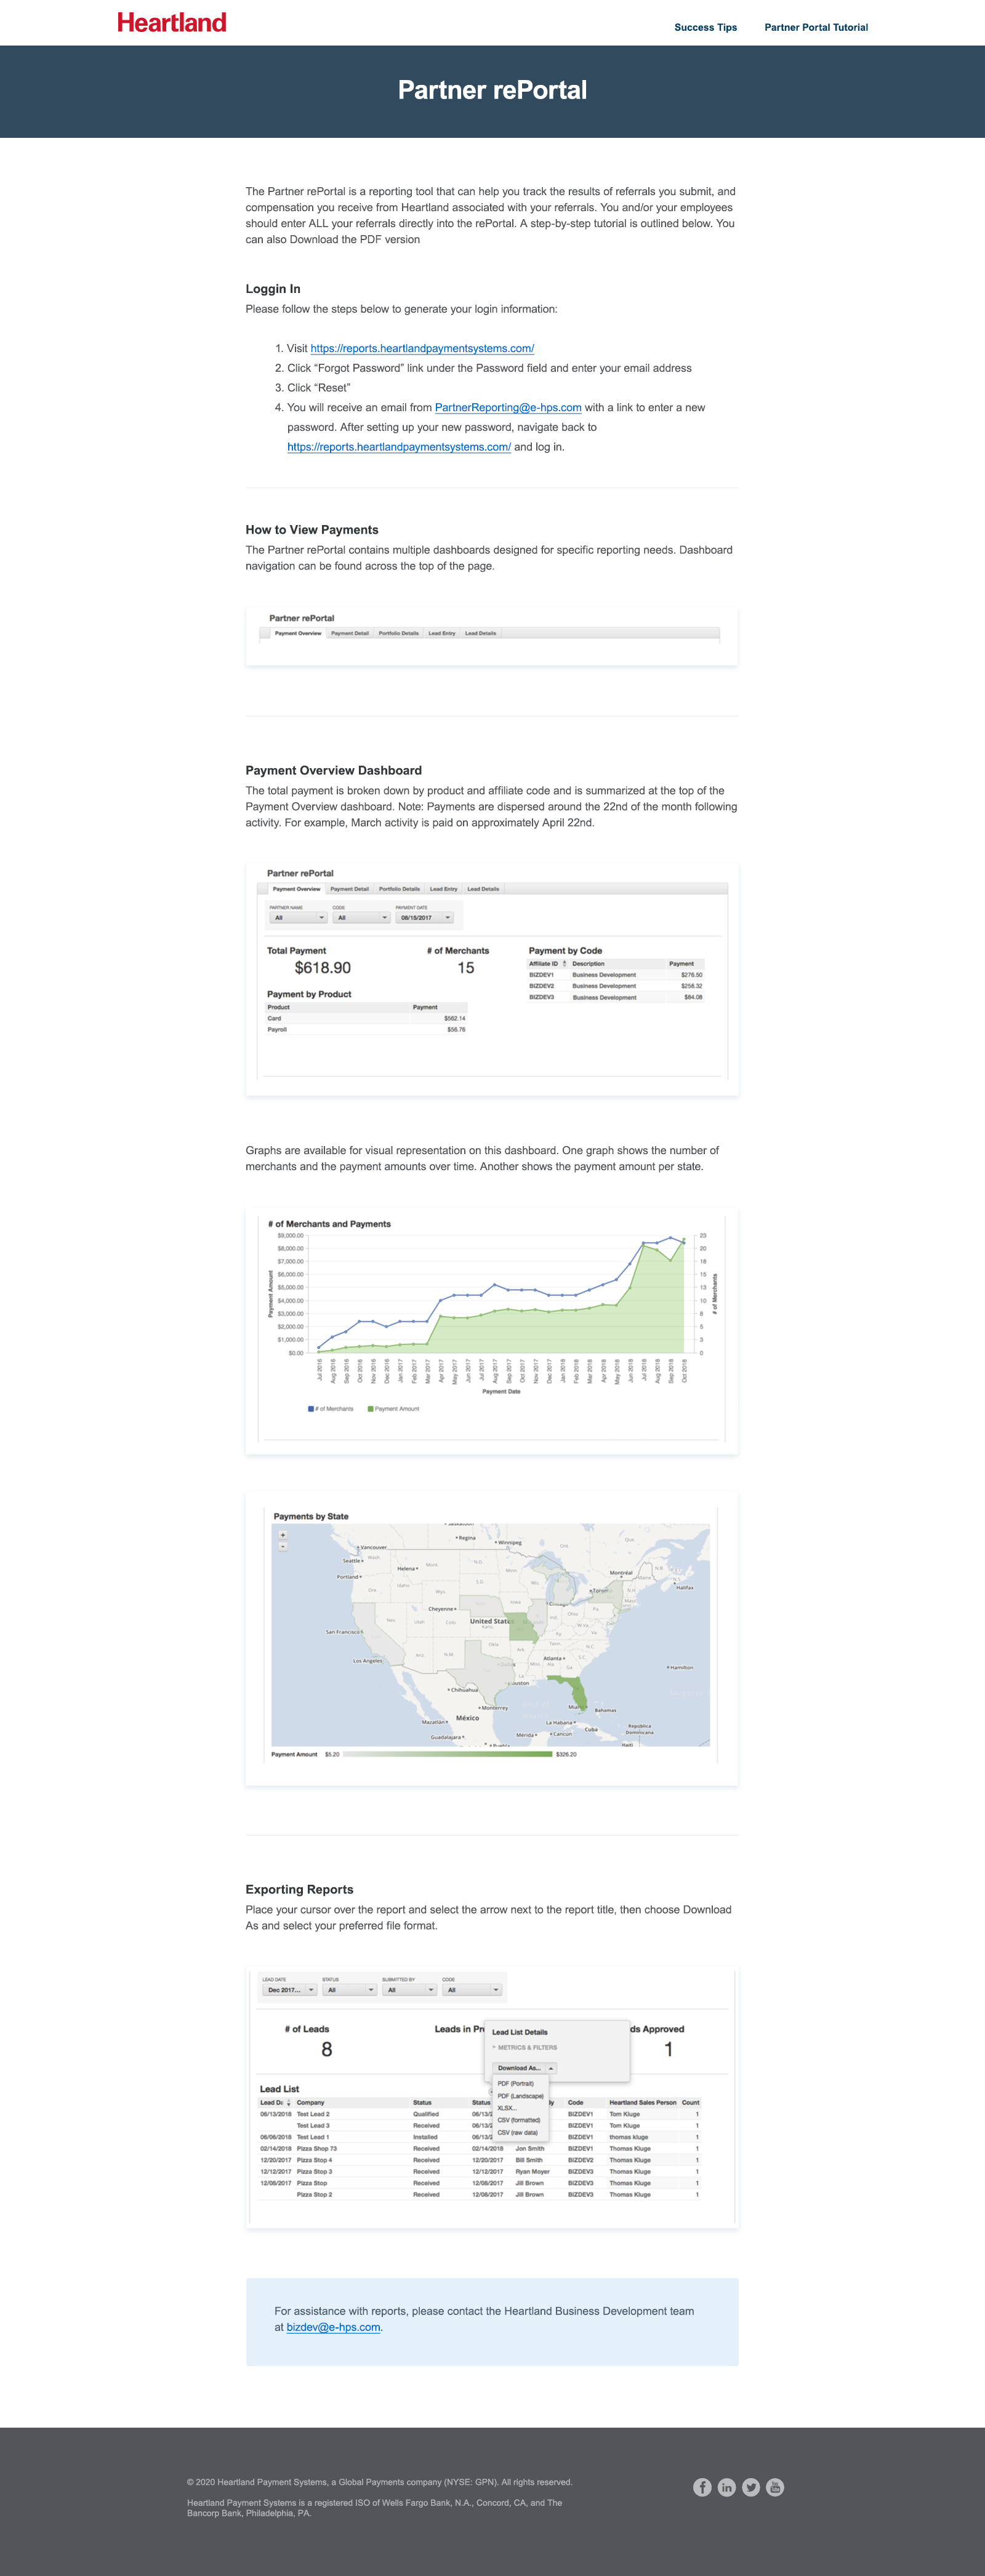 Heartland
Success Tips Partner Portal Tutorial
Partner rePortal
The Partner rePortal is a reporting tool that can help you track the results of referrals you submit, and
compensation you receive from Heartland associated with your referrals. You and/or your employees
should enter ALL your referrals directly into the rePortal. A step-by-step tutorial is outlined below. You
can also Download the PDF version
Loggin In
Please follow the steps below to generate your login information:
1. Visit https://reports.heartlandpaymentsystems.com/
2. Click “Forgot Password” link under the Password field and enter your email address
3. Click “Reset”
4. You will receive an email from PartnerReporting@e-hps.com with a link to enter a new
password. After setting up your new password, navigate back to
https://reports.heartlandpaymentsystems.com/ and log in.
How to View Payments
The Partner rePortal contains multiple dashboards designed for specific reporting needs. Dashboard
navigation can be found across the top of the page.
Partner rePortal
Payment Overview Payment Detail Portfolio Details Lead Entry Lead Details
Payment Overview Dashboard
The total payment is broken down by product and affiliate code and is summarized at the top of the
Payment Overview dashboard. Note: Payments are dispersed around the 22nd of the month following
activity. For example, March activity is paid on approximately April 22nd.
Partner rePortal
Payment Overview Payment Detail Portfolio Details Lead Entry Lead Details
PARTNER NAME CODE PAYMENT DATE
All All 08/15/2017
Total Payment # of Merchants Payment by Code
$618.90 15
Affiliate ID Description Payment
BIZDEV1 Business Development $276.50
BIZDEV2 Business Development $258.32
BIZDEV3 Business Development $84.08
Payment by Product
Product Payment
Card $562.14
Payroll $56.76
Graphs are available for visual representation on this dashboard. One graph shows the number of
merchants and the payment amounts over time. Another shows the payment amount per state.
# of Merchants and Payments
$9,000.00 23
$8,000.00 20
$7,000.00 18
$6,000.00 15
$5,000.00 13
$4,000.00 10
$3,000.00 8
$2,000.00 5
$1,000.00 3
$0.00 0
Payment Amount
# of Merchants
Jul 2016 Aug 2016 Sep 2016 Oct 2016 Nov 2016 Dec 2016 Jan 2017 Feb 2017 Mar 2017 Apr 2017 May 2017 Jun 2017 Jul 2017 Aug 2017 Sep 2017 Oct 2017 Nov 2017 Dec 2017 Jan 2018 Feb 2018 Mar 2018 Apr 2018 May 2018 Jun 2018 Jul 2018 Aug 2018 Sep 2018 Oct 2018
Payment Date
# of Merchants Payment Amount
Payments by State
+
-
Regina
Winnipeg
Vancouver
Seattle Wash.
Helena Mont. N.D.
Portland
Montréal
Halifax
Toronto
Ore. Idaho Wyo. S.D.
Cheyenne
Chicago
United Stat
San Francisco
Los Angeles
Atlanta
Hamilton
Houston
Chihuahua
Monterrey
Miami
Bahamas
México
Mazatlan
La Habana
Cuba
Republica
Dominicana
Guadalajara
Mérida
Cancun
Haiti
Puebla
Payment Amount $5.20 $326.20
Exporting Reports
Place your cursor over the report and select the arrow next to the report title, then choose Download
As and select your preferred file format.
LEAD DATE STATUS SUBMITTED BY CODE
Dec 2017... All All All
# of Leads Leads in Pr ds Approved
8 1
Lead List Details
METRICS & FILTERS
Download As...
PDF (Portrait)
PDF (Landscape)
XLSX...
CSV (formatted)
CSV (raw data)
Lead List
Lead D Company Status Status y Code Heartland Sales Person Count
06/13/2018 Test Lead 2 Qualified 06/13/2 BIZDEV1 Tom Kluge 1
Test Lead 3 Received 06/13/2 BIZDEV1 Tom Kluge 1
06/06/2018 Test Lead 1 Installed 06/13/2 BIZDEV1 thomas kluge 1
02/14/2018 Pizza Shop 73 Received 02/14/2018 Jon Smith BIZDEV1 Thomas Kluge 1
12/20/2017 Pizza Shop 4 Received 12/20/2017 Bill Smith BIZDEV2 Thomas Kluge 1
12/12/2017 Pizza Shop 3 Received 12/12/2017 Ryan Moyer BIZDEV3 Thomas Kluge 1
12/08/2017 Pizza Stop Received 12/08/2017 Jill Brown BIZDEV3 Thomas Kluge 1
Pizza Stop 2 Received 12/08/2017 Jill Brown BIZDEV3 Thomas Kluge 1
For assistance with reports, please contact the Heartland Business Development team
at bizdev@e-hps.com.
© 2020 Heartland Payment Systems, a Global Payments company (NYSE: GPN). All rights reserved.
Heartland Payment Systems is a registered ISO of Wells Fargo Bank, N.A., Concord, CA, and The
Bancorp Bank, Philadelphia, PA.